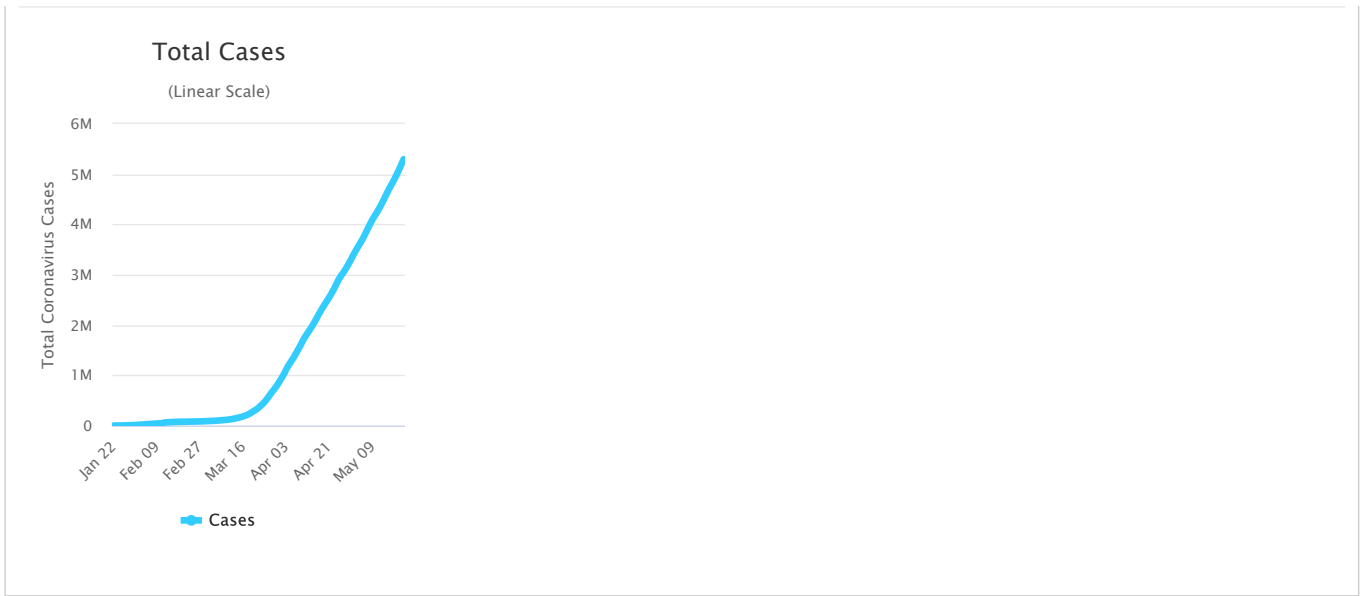 Total Cases
(Linear Scale)
Total Coronavirus Cases
6M
5M
4M
3M
2M
1M
0
Jan 22
Feb 09
Feb 27
Mar 16
Apr 03
Apr 21
May 09
Cases